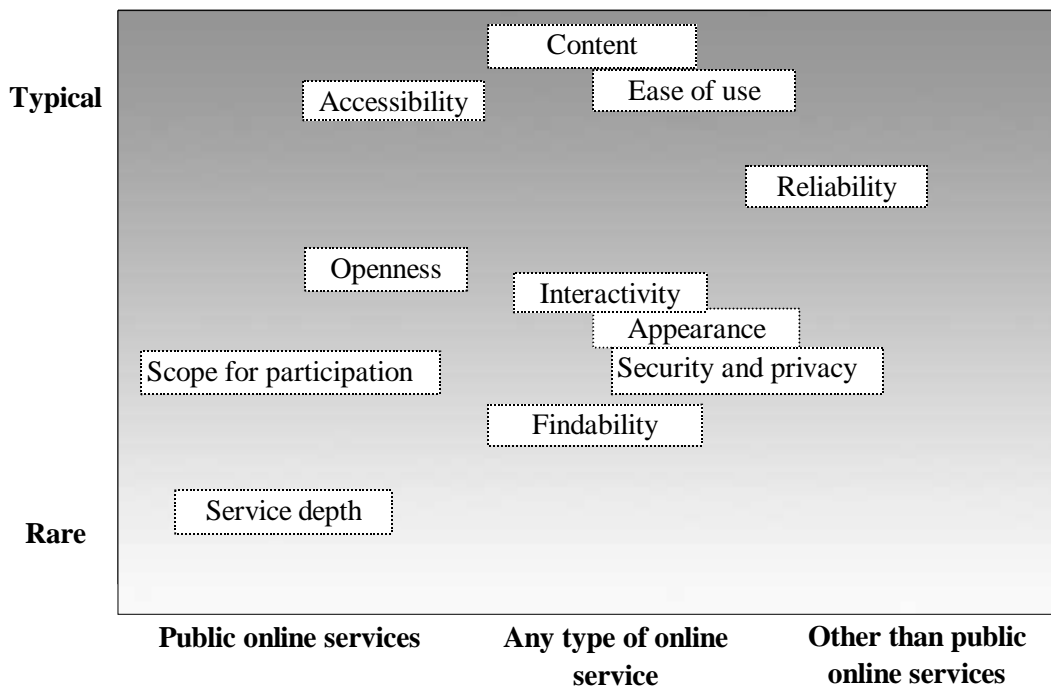 Content
Typical
Accessibility
Ease of use
Reliability
Openness
Interactivity
Appearance
Scope for participation
Security and privacy
Findability
Service depth
Rare
Public online services
Any type of online
service
Other than public
online services